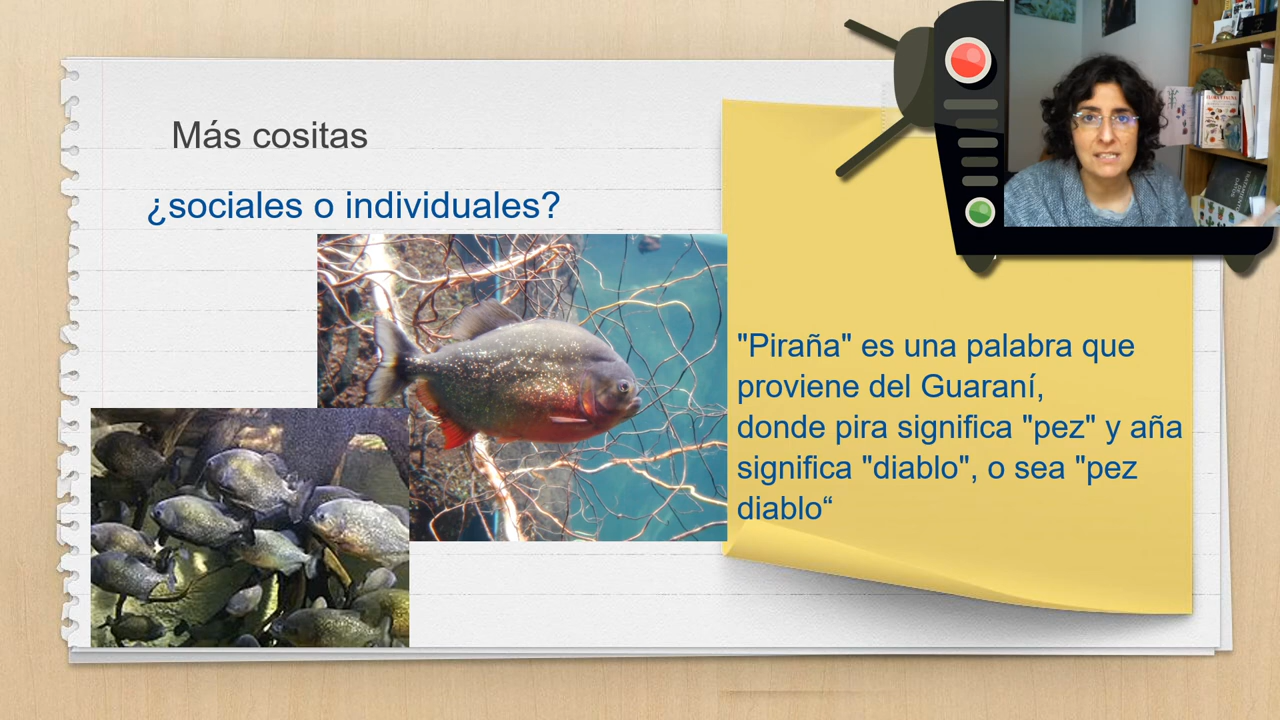 Más cositas
¿sociales o individuales?
"Piraña" es una palabra que
proviene del Guaraní,
donde pira significa "pez" y aña
significa "diablo", o sea "pez
diablo“